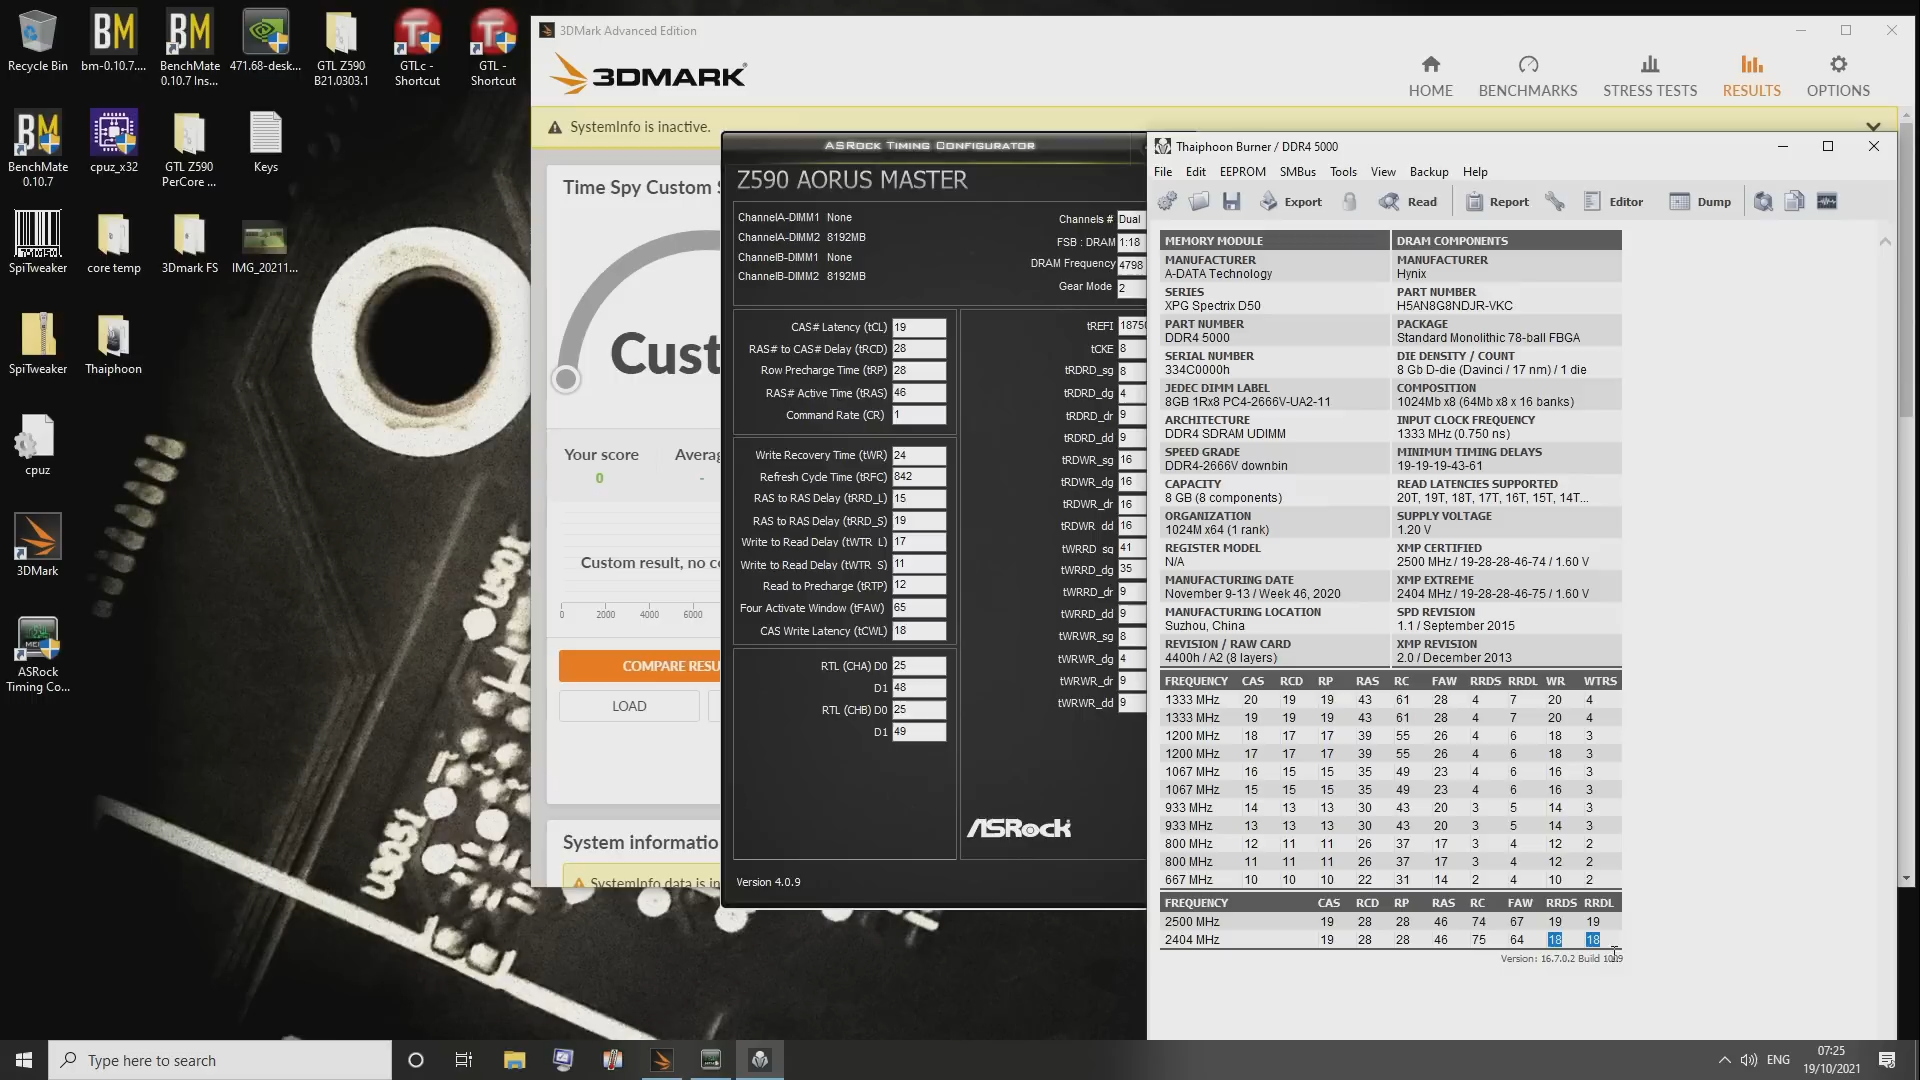 Recycle Bin
bm-0.10.7....
BenchMate
0.10.7 Ins...
471.68-desk...
GTL Z590
B21.0303.1
GTLc -
Shortcut
GTL -
Shortcut
BenchMate
0.10.7
cpuz_x32
GTL Z590
PerCore ...
Keys
SpiTweaker
core temp
3Dmark FS
IMG_20211...
SpiTweaker
Thaiphoon
cpuz
3DMark
ASRock
Timing Co...
3DMark Advanced Edition
3DMARK
HOME
BENCHMARKS
STRESS TESTS
RESULTS
OPTIONS
SystemInfo is inactive.
Time Spy Custom
Cust
Your score
0
Averag
-
Custom result, no co
0 2000 4000 6000
COMPARE RESU
LOAD
System informatio
SystemInfo data is in
ASRock Timing Configurator
Z590 AORUS MASTER
ChannelA-DIMM1 None
ChannelA-DIMM2 8192MB
ChannelB-DIMM1 None
ChannelB-DIMM2 8192MB
Channels # Dual
FSB : DRAM 1:18
DRAM Frequency 4798
Gear Mode 2
CAS# Latency (tCL) 19
RAS# to CAS# Delay (tRCD) 28
Row Precharge Time (tRP) 28
RAS# Active Time (tRAS) 46
Command Rate (CR) 1
Write Recovery Time (tWR) 24
Refresh Cycle Time (tRFC) 842
RAS to RAS Delay (tRRD_L) 15
RAS to RAS Delay (tRRD_S) 19
Write to Read Delay (tWTR_L) 17
Write to Read Delay (tWTR_S) 11
Read to Precharge (tRTP) 12
Four Activate Window (tFAW) 65
CAS Write Latency (tCWL) 18
RTL (CHA) D0 25
D1 48
RTL (CHB) D0 25
D1 49
tREFI 18750
tCKE 8
tRDRD_sg 8
tRDRD_dg 4
tRDRD_dr 9
tRDRD_dd 9
tRDWR_sg 16
tRDWR_dg 16
tRDWR_dr 16
tRDWR_dd 16
tWRRD_sg 41
tWRRD_dg 35
tWRRD_dr 9
tWRRD_dd 9
tWRWR_sg 8
tWRWR_dg 4
tWRWR_dr 9
tWRWR_dd 9
ASRock
Version 4.0.9
Thaiphoon Burner / DDR4 5000
File Edit EEPROM SMBus Tools View Backup Help
Export Read Report Editor Dump
MEMORY MODULE
MANUFACTURER
A-DATA Technology
SERIES
XPG Spectrix D50
PART NUMBER
DDR4 5000
SERIAL NUMBER
334C0000h
JEDEC DIMM LABEL
8GB 1Rx8 PC4-2666V-UA2-11
ARCHITECTURE
DDR4 SDRAM UDIMM
SPEED GRADE
DDR4-2666V downbin
CAPACITY
8 GB (8 components)
ORGANIZATION
1024M x64 (1 rank)
REGISTER MODEL
N/A
MANUFACTURING DATE
November 9-13 / Week 46, 2020
MANUFACTURING LOCATION
Suzhou, China
REVISION / RAW CARD
4400h / A2 (8 layers)
DRAM COMPONENTS
MANUFACTURER
Hynix
PART NUMBER
H5AN8G8NDJR-VKC
PACKAGE
Standard Monolithic 78-ball FBGA
DIE DENSITY / COUNT
8 Gb D-die (Davinci / 17 nm) / 1 die
COMPOSITION
1024Mb x8 (64Mb x8 x 16 banks)
INPUT CLOCK FREQUENCY
1333 MHz (0.750 ns)
MINIMUM TIMING DELAYS
19-19-19-43-61
READ LATENCIES SUPPORTED
20T, 19T, 18T, 17T, 16T, 15T, 14T...
SUPPLY VOLTAGE
1.20 V
XMP CERTIFIED
2500 MHz / 19-28-28-46-74 / 1.60 V
XMP EXTREME
2404 MHz / 19-28-28-46-75 / 1.60 V
SPD REVISION
1.1 / September 2015
XMP REVISION
2.0 / December 2013
FREQUENCY CAS RCD RP RAS RC FAW RRDS RRDL WR WTRS
1333 MHz 20 19 19 43 61 28 4 7 20 4
1333 MHz 19 19 19 43 61 28 4 7 20 4
1200 MHz 18 17 17 39 55 26 4 6 18 3
1200 MHz 17 17 17 39 55 26 4 6 18 3
1067 MHz 16 15 15 35 49 23 4 6 16 3
1067 MHz 15 15 15 35 49 23 4 6 16 3
933 MHz 14 13 13 30 43 20 3 5 14 3
933 MHz 13 13 13 30 43 20 3 5 14 3
800 MHz 12 11 11 26 37 17 3 4 12 2
800 MHz 11 11 11 26 37 17 3 4 12 2
667 MHz 10 10 10 22 31 14 2 4 10 2
FREQUENCY CAS RCD RP RAS RC FAW RRDS RRDL
2500 MHz 19 28 28 46 74 67 19 19
2404 MHz 19 28 28 46 75 64 18 18
Version: 16.7.0.2 Build 1009
Type here to search
ENG
07:25
19/10/2021